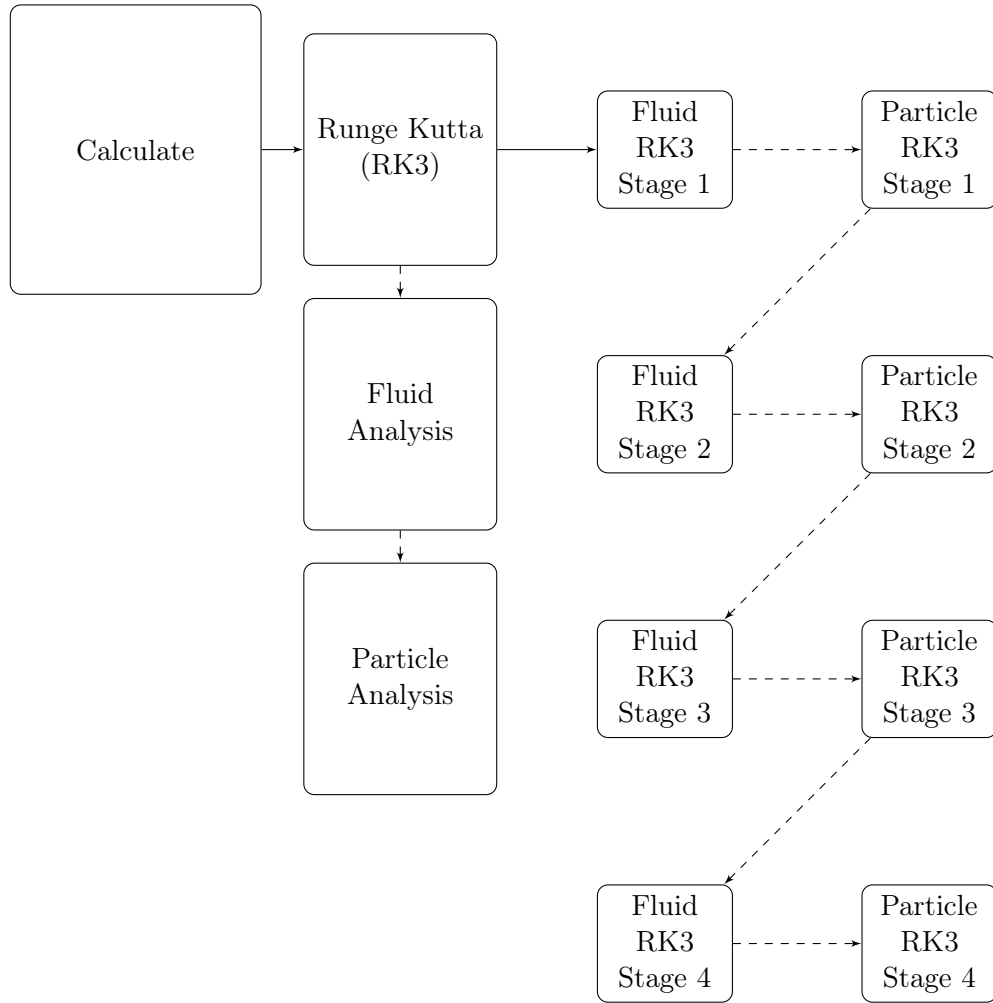 Calculate
Runge Kutta
(RK3)
Fluid
RK3
Stage 1
Particle
RK3
Stage 1
Fluid
Analysis
Fluid
RK3
Stage 2
Particle
RK3
Stage 2
Particle
Analysis
Fluid
RK3
Stage 3
Particle
RK3
Stage 3
Fluid
RK3
Stage 4
Particle
RK3
Stage 4